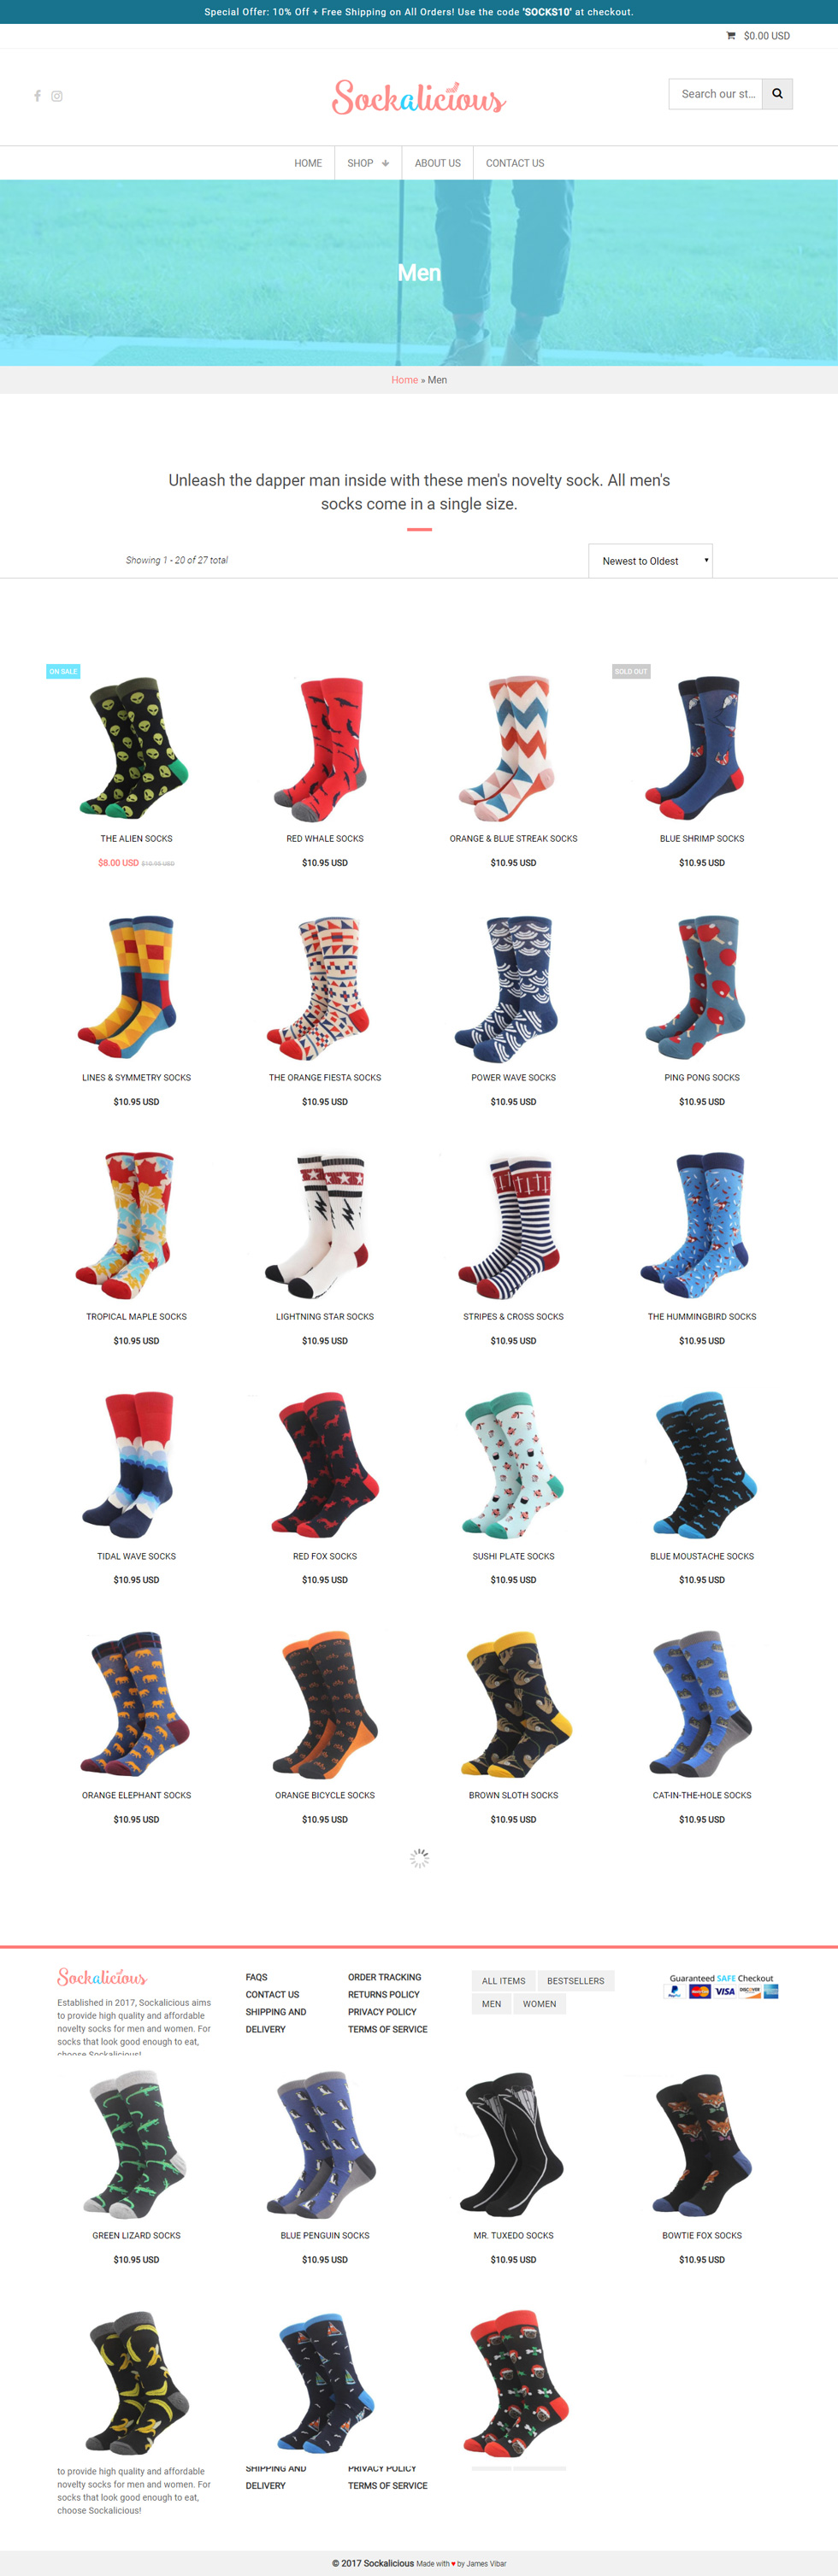 Special Offer: 10% Off + Free Shipping on All Orders! Use the code 'SOCKS10' at checkout.
$0.00 USD
Sockalicious
Search our st...
HOME
SHOP
ABOUT US
CONTACT US
Men
Home » Men
Unleash the dapper man inside with these men's novelty sock. All men's
socks come in a single size.
Showing 1 - 20 of 27 total
Newest to Oldest
ON SALE
SOLD OUT
THE ALIEN SOCKS
RED WHALE SOCKS
ORANGE & BLUE STREAK SOCKS
BLUE SHRIMP SOCKS
$8.00 USD $10.95 USD
$10.95 USD
$10.95 USD
$10.95 USD
LINES & SYMMETRY SOCKS
THE ORANGE FIESTA SOCKS
POWER WAVE SOCKS
PING PONG SOCKS
$10.95 USD
$10.95 USD
$10.95 USD
$10.95 USD
TROPICAL MAPLE SOCKS
LIGHTNING STAR SOCKS
STRIPES & CROSS SOCKS
THE HUMMINGBIRD SOCKS
$10.95 USD
$10.95 USD
$10.95 USD
$10.95 USD
TIDAL WAVE SOCKS
RED FOX SOCKS
SUSHI PLATE SOCKS
BLUE MOUSTACHE SOCKS
$10.95 USD
$10.95 USD
$10.95 USD
$10.95 USD
ORANGE ELEPHANT SOCKS
ORANGE BICYCLE SOCKS
BROWN SLOTH SOCKS
CAT-IN-THE-HOLE SOCKS
$10.95 USD
$10.95 USD
$10.95 USD
$10.95 USD
Sockalicious
Established in 2017, Sockalicious aims
to provide high quality and affordable
novelty socks for men and women. For
socks that look good enough to eat,
choose Sockalicious!
FAQS
CONTACT US
SHIPPING AND
DELIVERY
ORDER TRACKING
RETURNS POLICY
PRIVACY POLICY
TERMS OF SERVICE
ALL ITEMS
BESTSELLERS
MEN
WOMEN
Guaranteed SAFE Checkout
PayPal
MasterCard
VISA
DISCOVER
GREEN LIZARD SOCKS
BLUE PENGUIN SOCKS
MR. TUXEDO SOCKS
BOWTIE FOX SOCKS
$10.95 USD
$10.95 USD
$10.95 USD
$10.95 USD
to provide high quality and affordable
novelty socks for men and women. For
socks that look good enough to eat,
choose Sockalicious!
SHIPPING AND
DELIVERY
PRIVACY POLICY
TERMS OF SERVICE
© 2017 Sockalicious Made with ♥ by James Vibar